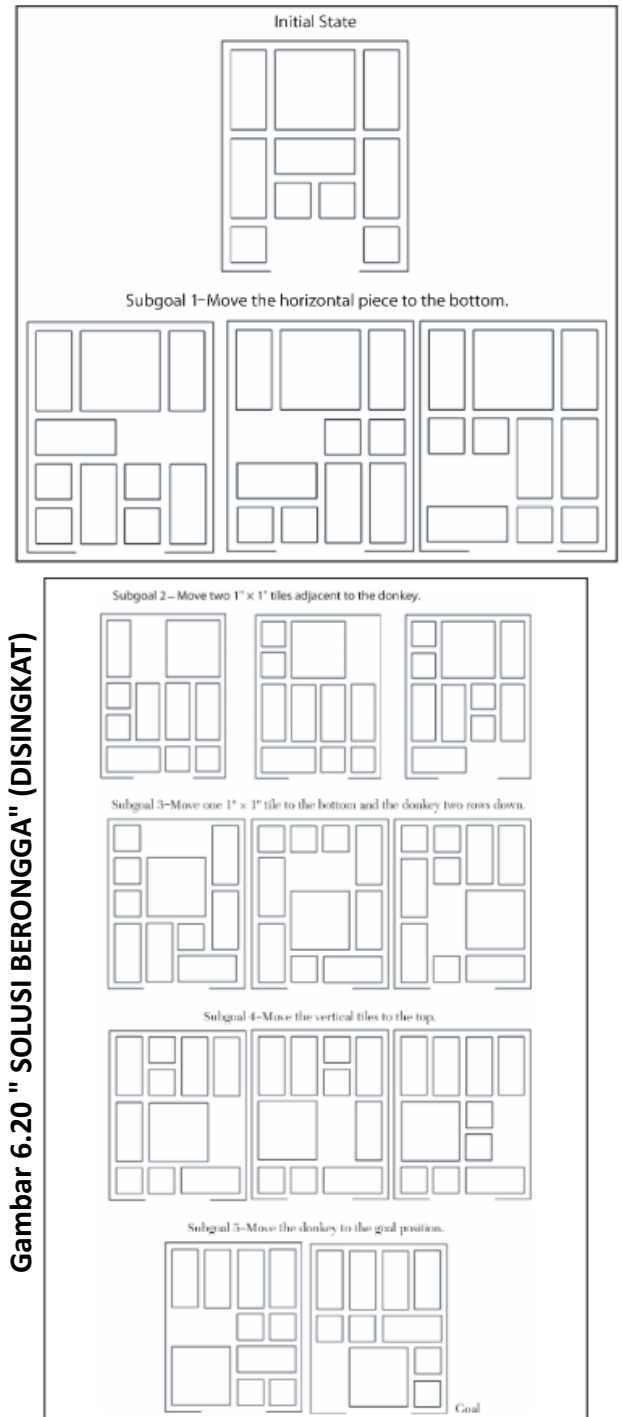 Initial State
Subgoal 1–Move the horizontal piece to the bottom.
Gambar 6.20 " SOLUSI BERONGGA" (DISINGKAT)
Subgoal 2 – Move two 1" × 1" tiles adjacent to the donkey.
Subgoal 3–Move one 1" × 1" tile to the bottom and the donkey two rows down.
Subgoal 4–Move the vertical tiles to the top.
Subgoal 5–Move the donkey to the goal position.
Goal